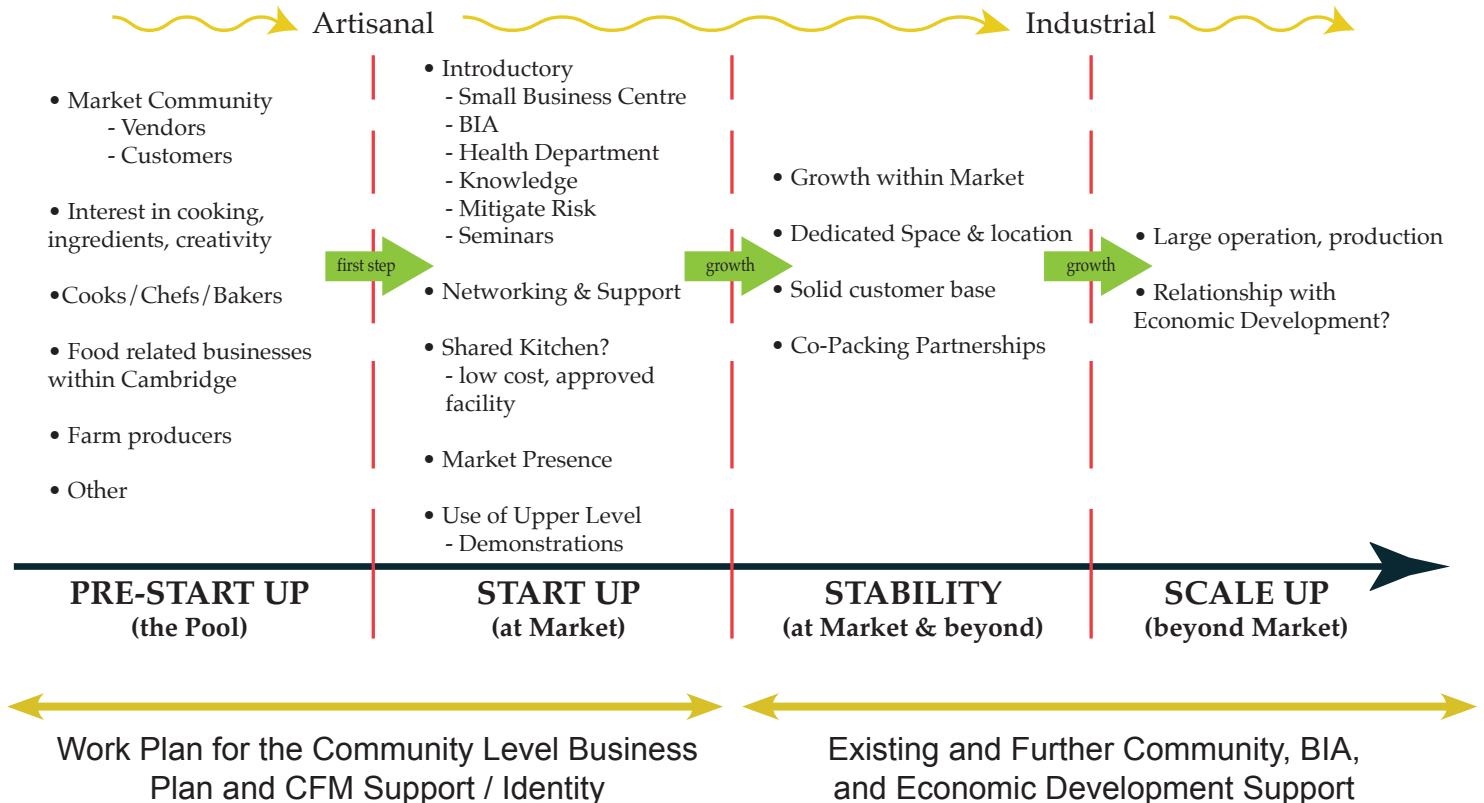 Artisanal
Industrial
• Market Community
- Vendors
- Customers
• Interest in cooking,
ingredients, creativity
•Cooks/Chefs/Bakers
• Food related businesses
within Cambridge
• Farm producers
• Other
first step
• Introductory
- Small Business Centre
- BIA
- Health Department
- Knowledge
- Mitigate Risk
- Seminars
• Networking & Support
• Shared Kitchen?
- low cost, approved
facility
• Market Presence
• Use of Upper Level
- Demonstrations
growth
• Growth within Market
• Dedicated Space & location
• Solid customer base
• Co-Packing Partnerships
growth
• Large operation, production
• Relationship with
Economic Development?
PRE-START UP
(the Pool)
START UP
(at Market)
STABILITY
(at Market & beyond)
SCALE UP
(beyond Market)
Work Plan for the Community Level Business
Plan and CFM Support / Identity
Existing and Further Community, BIA,
and Economic Development Support